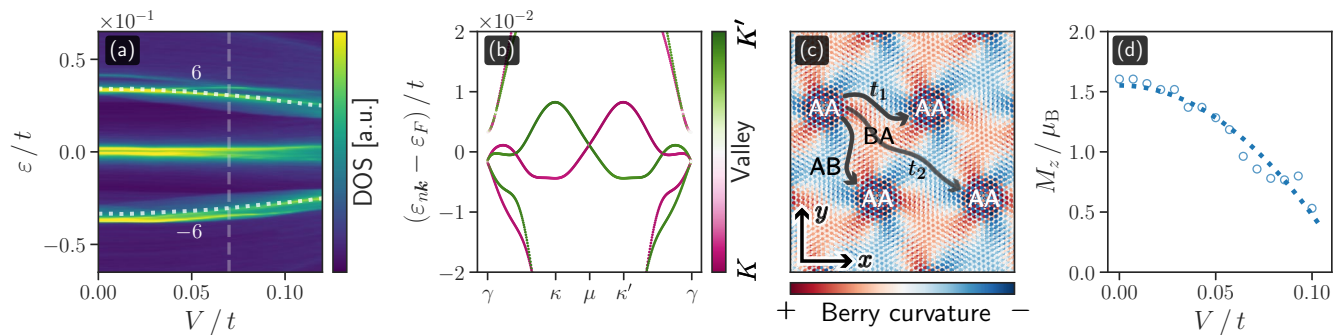 ×10⁻¹
(a)
6
−6
0.5
0.0
−0.5
ε / t
0.00
0.05
0.10
V / t
DOS [a.u.]
×10⁻²
(b)
2
1
0
−1
−2
(εₙₖ − ε_F) / t
γ
κ
μ
κ′
γ
K′
Valley
K
(c)
AA
t₁
AA
BA
AB
t₂
AA
AA
y
x
+ Berry curvature −
(d)
2.0
1.5
1.0
0.5
0.0
M_z / μ_B
0.00
0.05
0.10
V / t